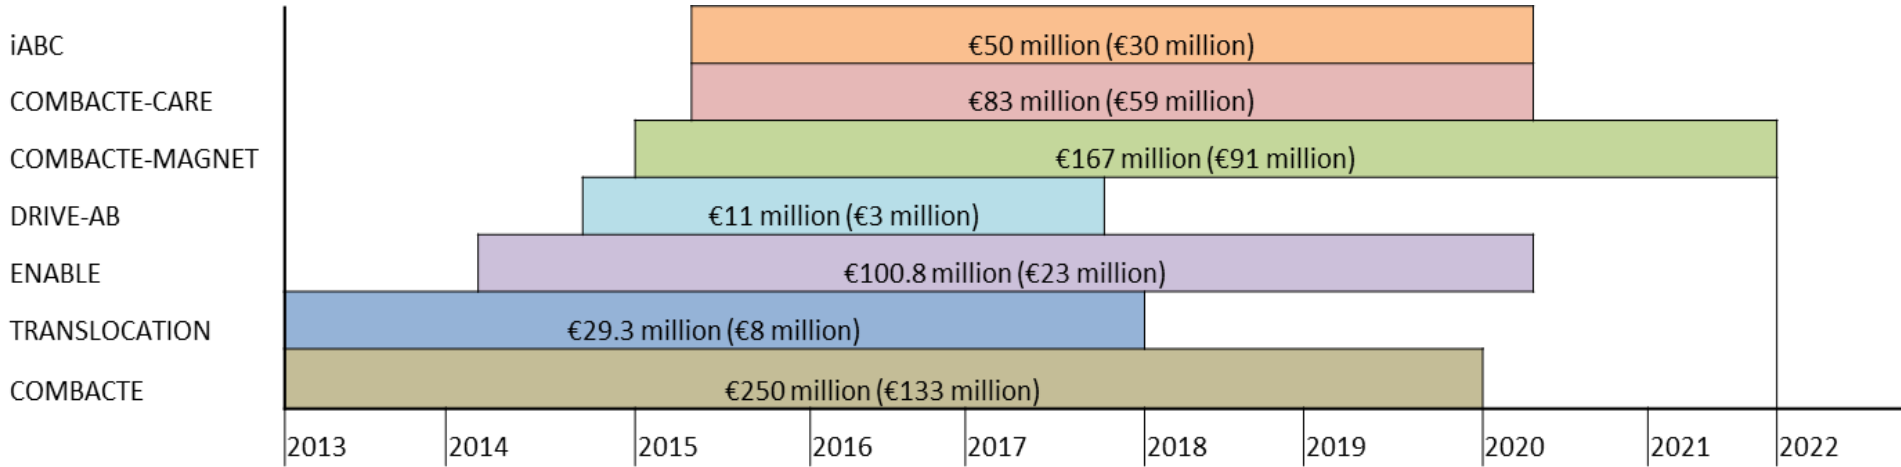 iABC €50 million (€30 million)
COMBACTE-CARE €83 million (€59 million)
COMBACTE-MAGNET €167 million (€91 million)
DRIVE-AB €11 million (€3 million)
ENABLE €100.8 million (€23 million)
TRANSLOCATION €29.3 million (€8 million)
COMBACTE €250 million (€133 million)
2013 2014 2015 2016 2017 2018 2019 2020 2021 2022